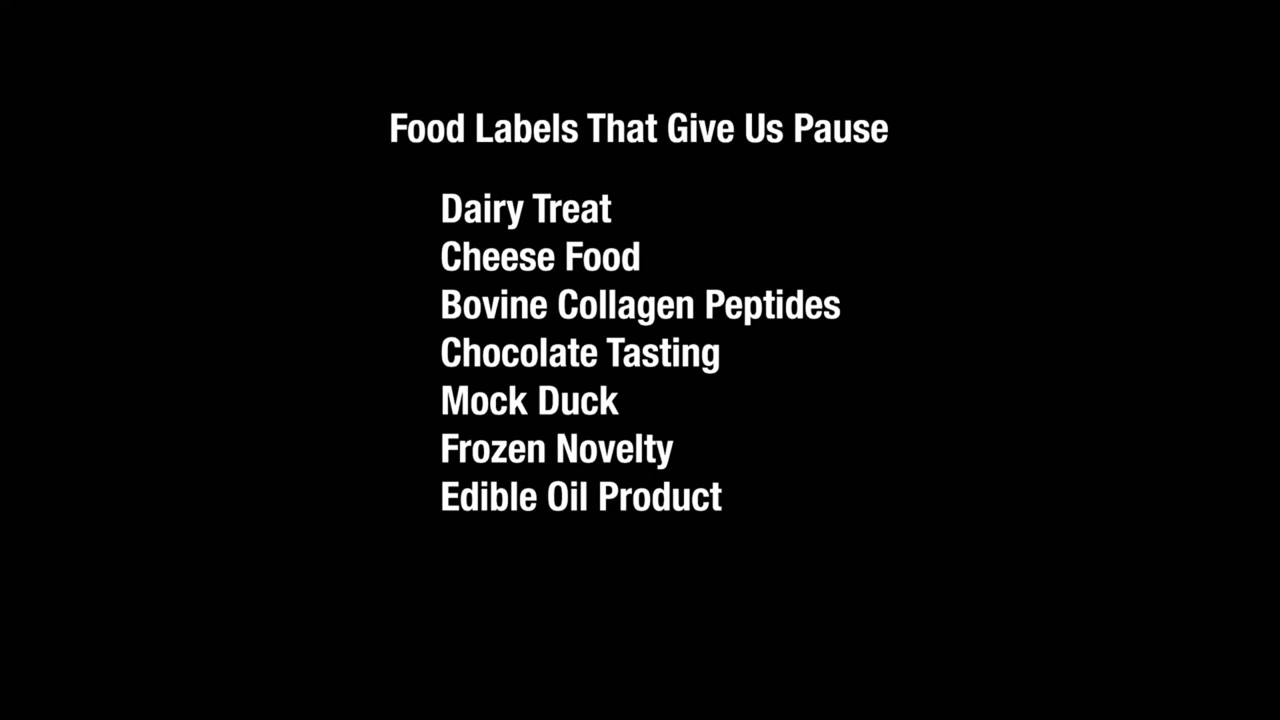 Food Labels That Give Us Pause
Dairy Treat
Cheese Food
Bovine Collagen Peptides
Chocolate Tasting
Mock Duck
Frozen Novelty
Edible Oil Product